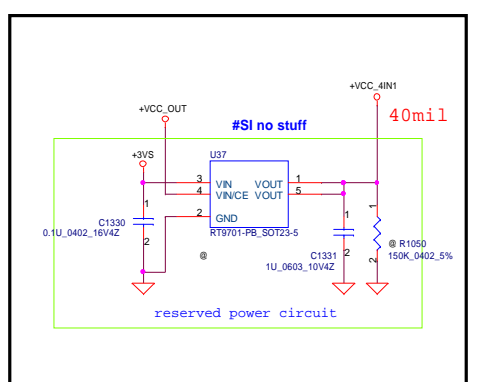 +VCC_4IN1
40mil
+VCC_OUT
#SI no stuff
+3VS
U37
3 VIN VOUT 1
4 VIN/CE VOUT 5
2 GND
RT9701-PB_SOT23-5
1
C1330
0.1U_0402_16V4Z
2
@
1
C1331
1U_0603_10V4Z
2
1
@ R1050
150K_0402_5%
2
reserved power circuit